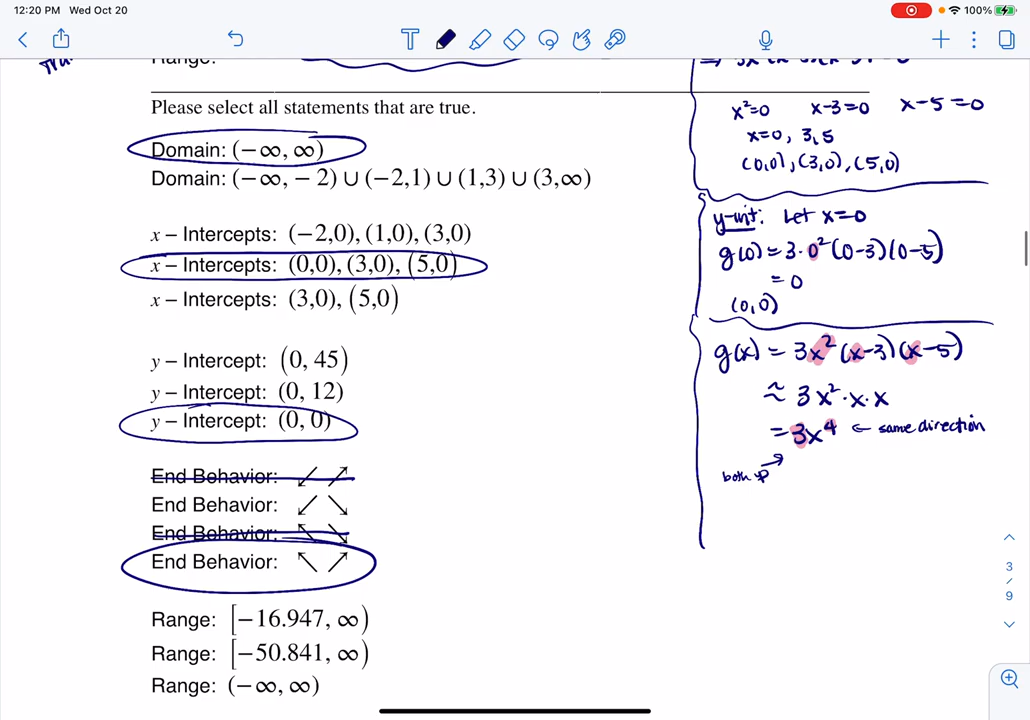 12:20 PM Wed Oct 20
100%
T
Range:
Please select all statements that are true.
Domain: (−∞, ∞)
Domain: (−∞, − 2) ∪ (−2,1) ∪ (1,3) ∪ (3,∞)
x – Intercepts: (−2,0), (1,0), (3,0)
x – Intercepts: (0,0), (3,0), (5,0)
x – Intercepts: (3,0), (5,0)
y – Intercept: (0, 45)
y – Intercept: (0, 12)
y – Intercept: (0, 0)
End Behavior: ↙ ↗
End Behavior: ↙ ↘
End Behavior: ↖ ↘
End Behavior: ↖ ↗
Range: [−16.947, ∞)
Range: [−50.841, ∞)
Range: (−∞, ∞)
x²=0 x-3=0 x-5=0
x=0, 3,5
(0,0), (3,0), (5,0)
y-int: Let x=0
g(0) = 3·0²(0-3)(0-5)
= 0
(0,0)
g(x) = 3x²(x-3)(x-5)
≈ 3x²·x·x
= 3x⁴ ← same direction
both up →
3
/
9